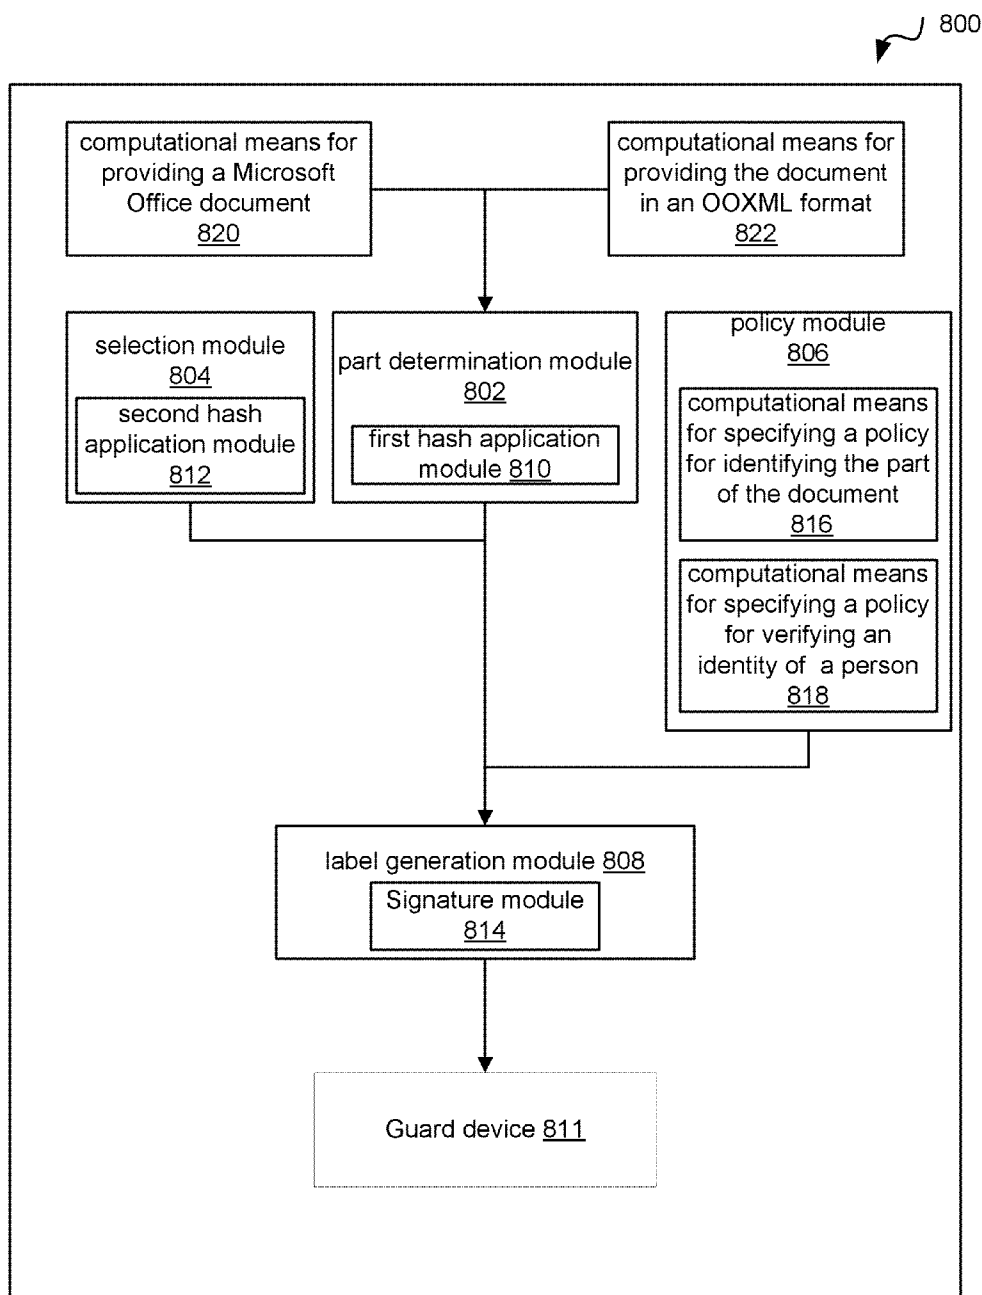 800
computational means for
providing a Microsoft
Office document
820
computational means for
providing the document
in an OOXML format
822
selection module
804
second hash
application module
812
part determination module
802
first hash application
module 810
policy module
806
computational means
for specifying a policy
for identifying the part
of the document
816
computational means
for specifying a policy
for verifying an
identity of a person
818
label generation module 808
Signature module
814
Guard device 811